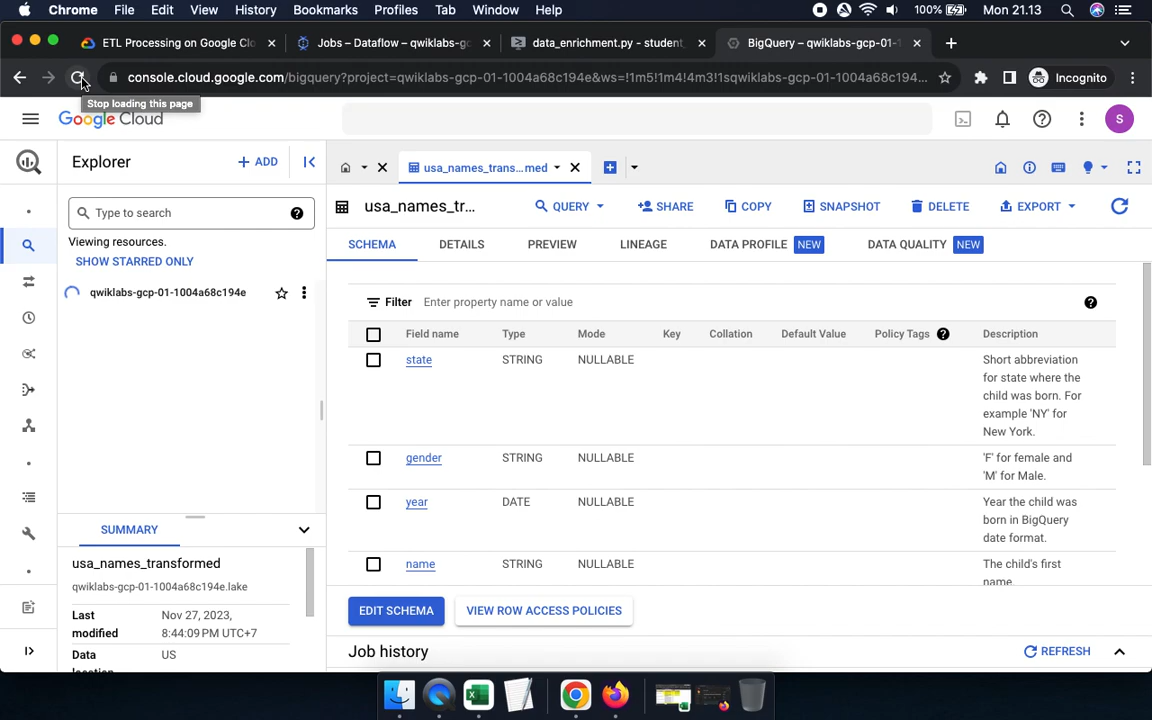 Chrome File Edit View History Bookmarks Profiles Tab Window Help 100% Mon 21.13
ETL Processing on Google Clo Jobs – Dataflow – qwiklabs-gc data_enrichment.py - student_ BigQuery – qwiklabs-gcp-01-1
console.cloud.google.com/bigquery?project=qwiklabs-gcp-01-1004a68c194e&ws=!1m5!1m4!4m3!1sqwiklabs-gcp-01-1004a68c194... Incognito
Stop loading this page
Google Cloud S
Explorer + ADD usa_names_trans...med
Type to search usa_names_tr... QUERY SHARE COPY SNAPSHOT DELETE EXPORT
Viewing resources.
SCHEMA DETAILS PREVIEW LINEAGE DATA PROFILE NEW DATA QUALITY NEW
SHOW STARRED ONLY
qwiklabs-gcp-01-1004a68c194e
Filter Enter property name or value
Field name Type Mode Key Collation Default Value Policy Tags Description
state STRING NULLABLE Short abbreviation
for state where the
child was born. For
example 'NY' for
New York.
gender STRING NULLABLE 'F' for female and
'M' for Male.
year DATE NULLABLE Year the child was
born in BigQuery
date format.
name STRING NULLABLE The child's first
name.
SUMMARY
usa_names_transformed
qwiklabs-gcp-01-1004a68c194e.lake
Last modified Nov 27, 2023,
8:44:09 PM UTC+7
Data location US
EDIT SCHEMA VIEW ROW ACCESS POLICIES
Job history REFRESH